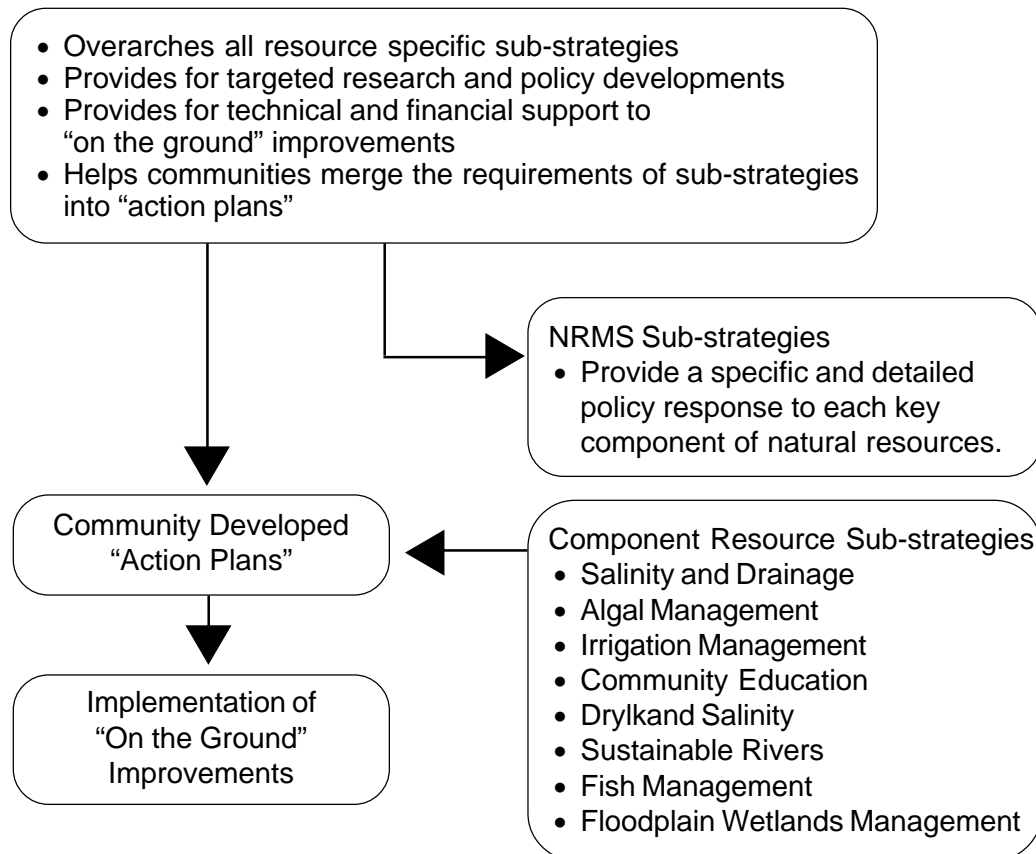 • Overarches all resource specific sub-strategies
• Provides for targeted research and policy developments
• Provides for technical and financial support to
“on the ground” improvements
• Helps communities merge the requirements of sub-strategies
into “action plans”
NRMS Sub-strategies
• Provide a specific and detailed
policy response to each key
component of natural resources.
Community Developed
“Action Plans”
Component Resource Sub-strategies
• Salinity and Drainage
• Algal Management
• Irrigation Management
• Community Education
• Drylkand Salinity
• Sustainable Rivers
• Fish Management
• Floodplain Wetlands Management
Implementation of
“On the Ground”
Improvements